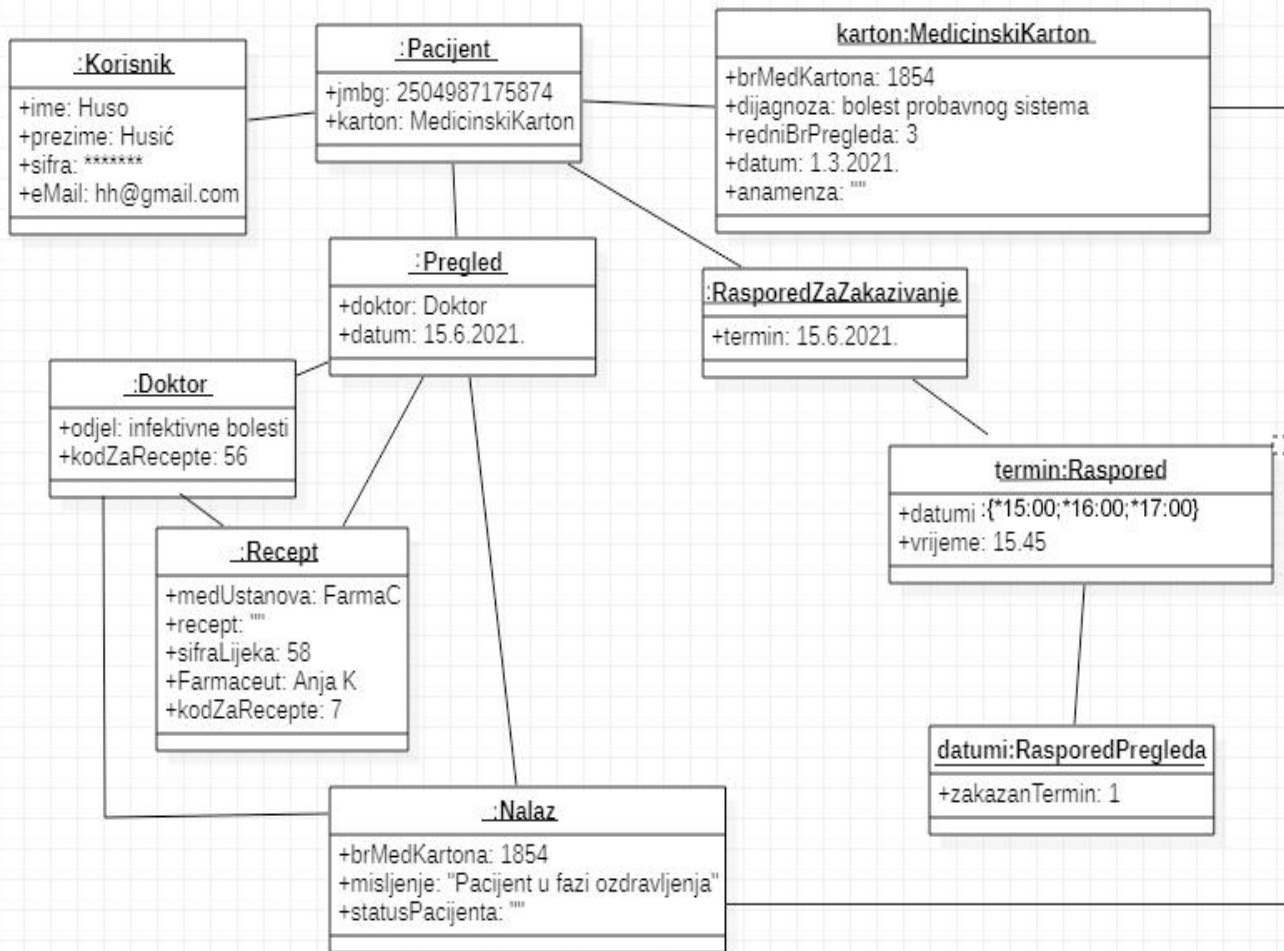 :Korisnik
+ime: Huso
+prezime: Husić
+sifra: *******
+eMail: hh@gmail.com
:Pacijent
+jmbg: 2504987175874
+karton: MedicinskiKarton
karton:MedicinskiKarton
+brMedKartona: 1854
+dijagnoza: bolest probavnog sistema
+redniBrPregleda: 3
+datum: 1.3.2021.
+anamenza: ""
:Pregled
+doktor: Doktor
+datum: 15.6.2021.
:RasporedZaZakazivanje
+termin: 15.6.2021.
:Doktor
+odjel: infektivne bolesti
+kodZaRecepte: 56
termin:Raspored
+datumi :{*15:00;*16:00;*17:00}
+vrijeme: 15.45
:Recept
+medUstanova: FarmaC
+recept: ""
+sifraLijeka: 58
+Farmaceut: Anja K
+kodZaRecepte: 7
datumi:RasporedPregleda
+zakazanTermin: 1
:Nalaz
+brMedKartona: 1854
+misljenje: "Pacijent u fazi ozdravljenja"
+statusPacijenta: ""